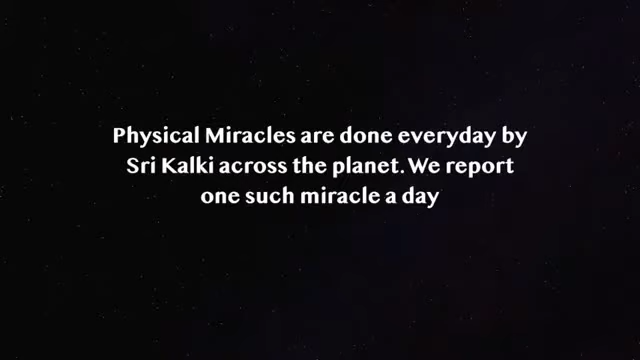 Physical Miracles are done everyday by
Sri Kalki across the planet. We report
one such miracle a day